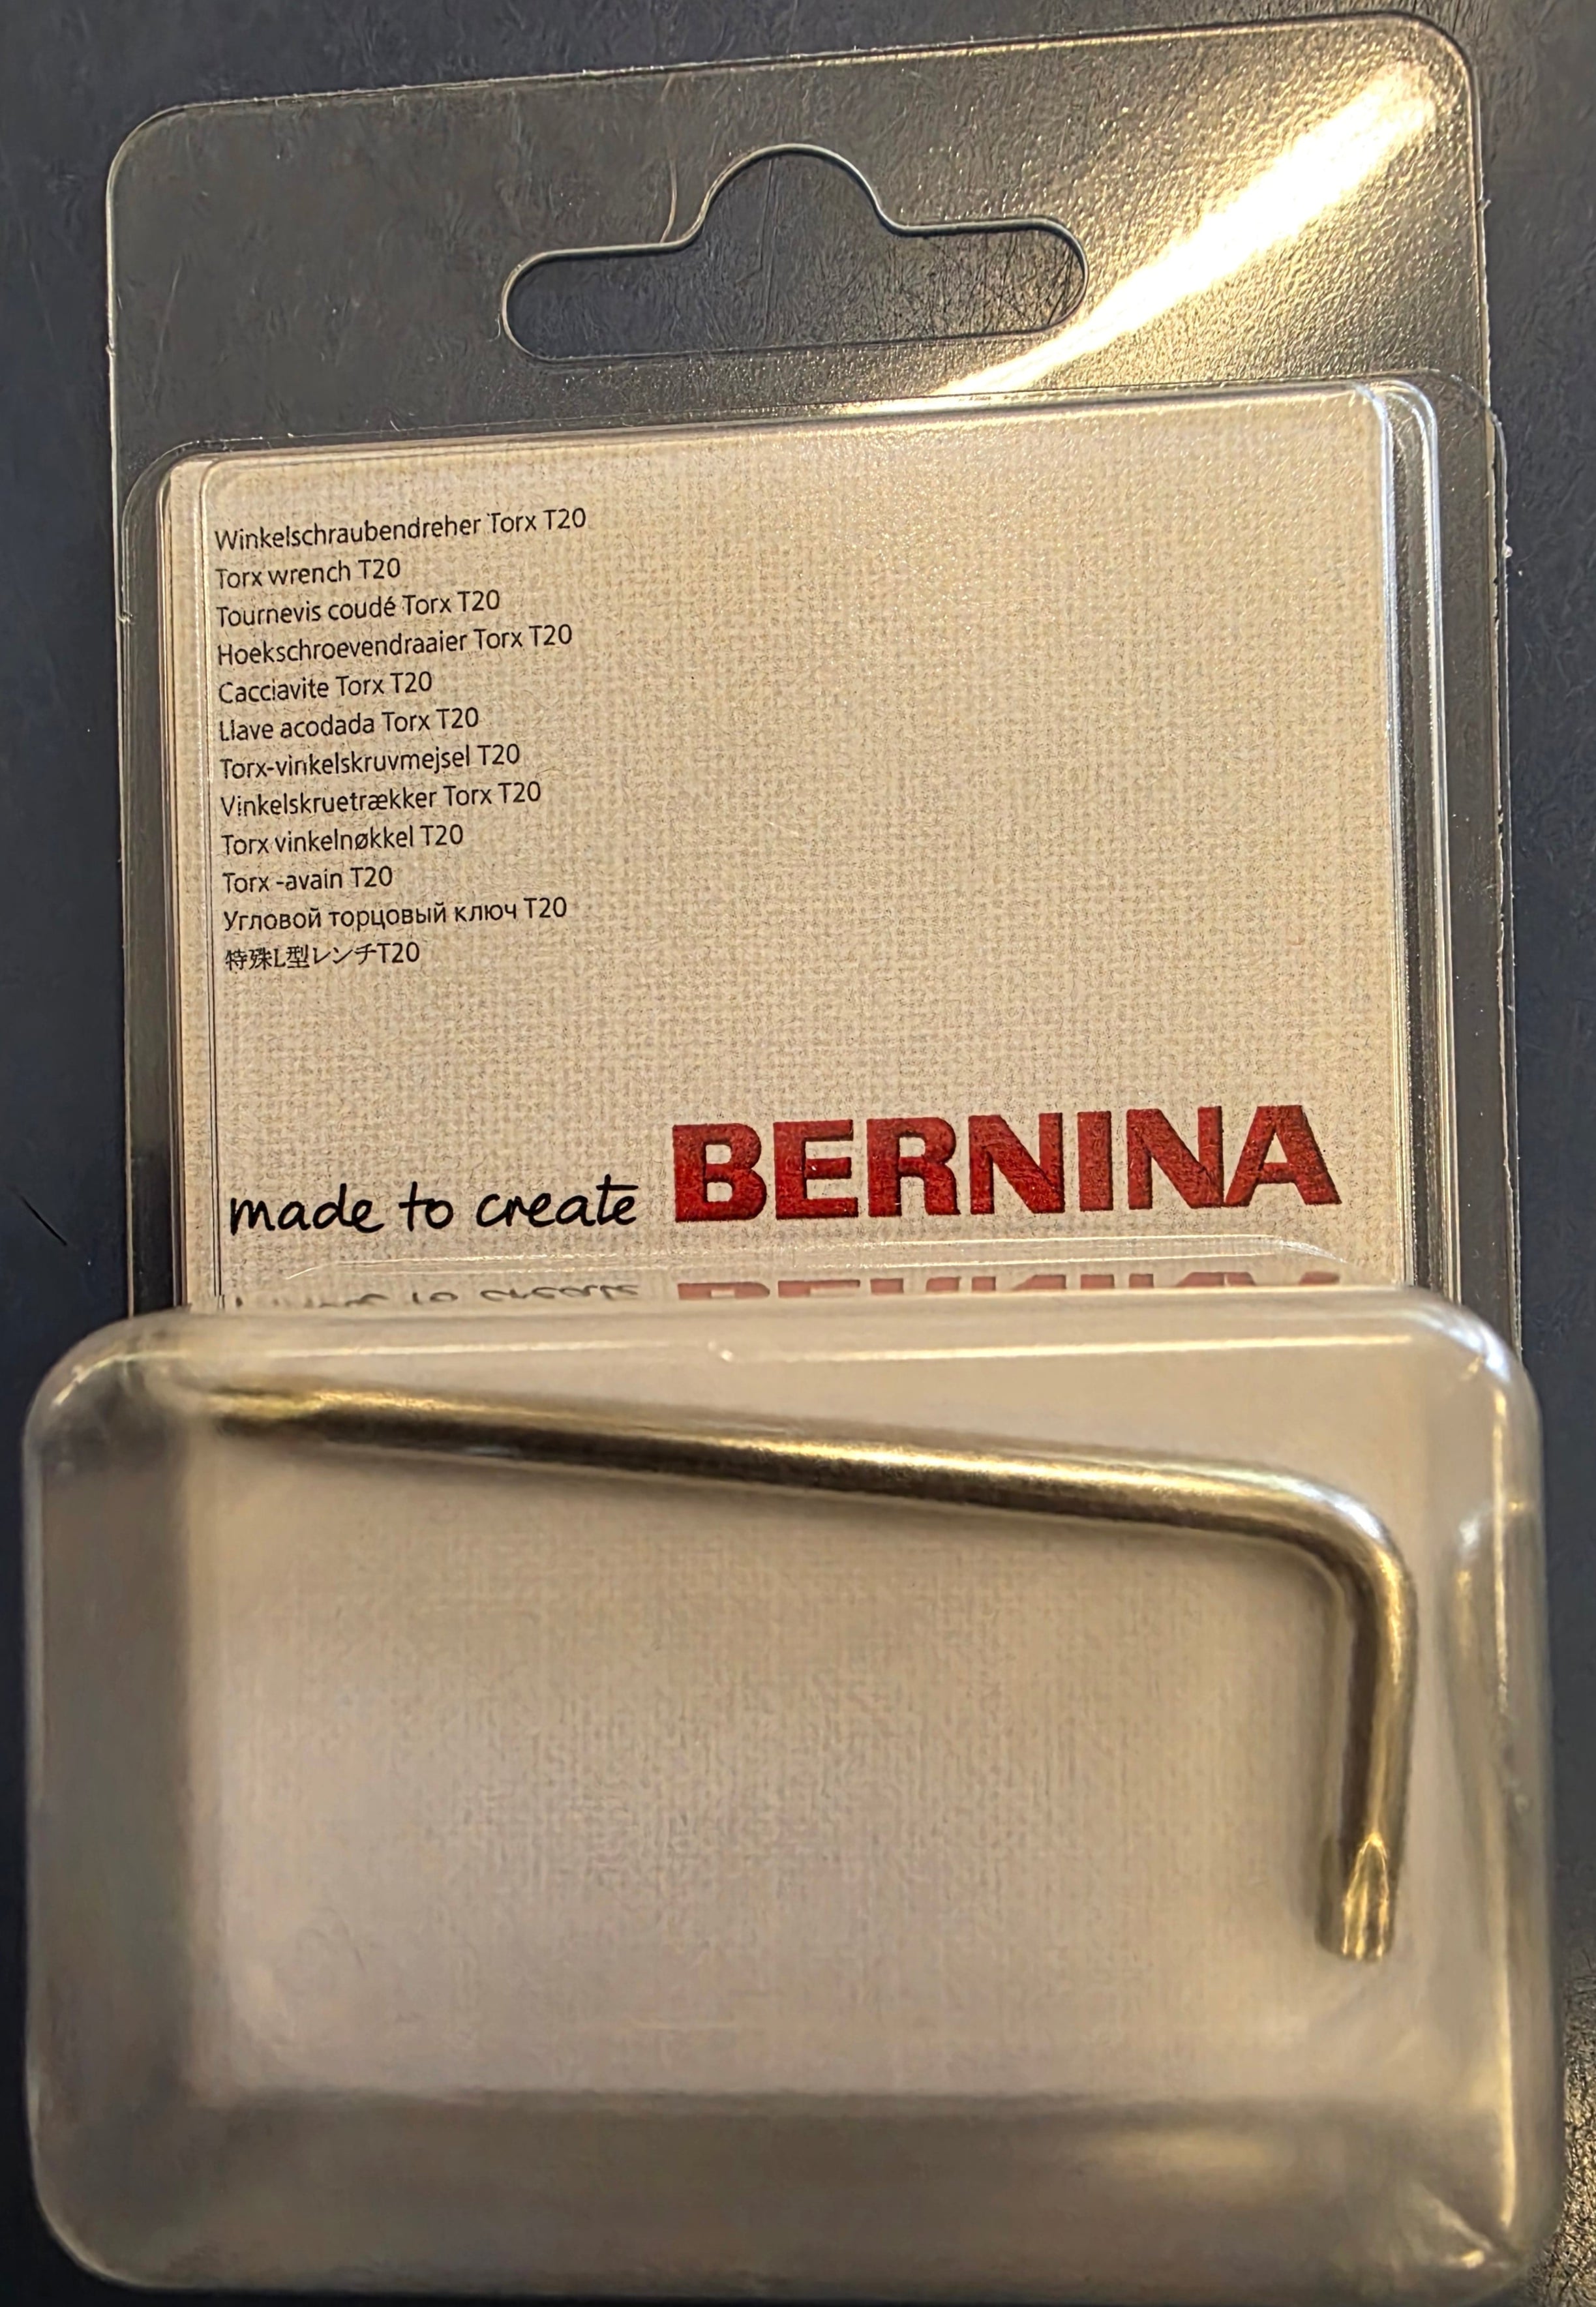 Winkelschraubendreher Torx T20
Torx wrench T20
Tournevis coudé Torx T20
Hoekschroevendraaier Torx T20
Cacciavite Torx T20
Llave acodada Torx T20
Torx-vinkelskruvmejsel T20
Vinkelskruetrækker Torx T20
Torx vinkelnøkkel T20
Torx -avain T20
Угловой торцовый ключ T20
特殊L型レンチT20
made to create BERNINA